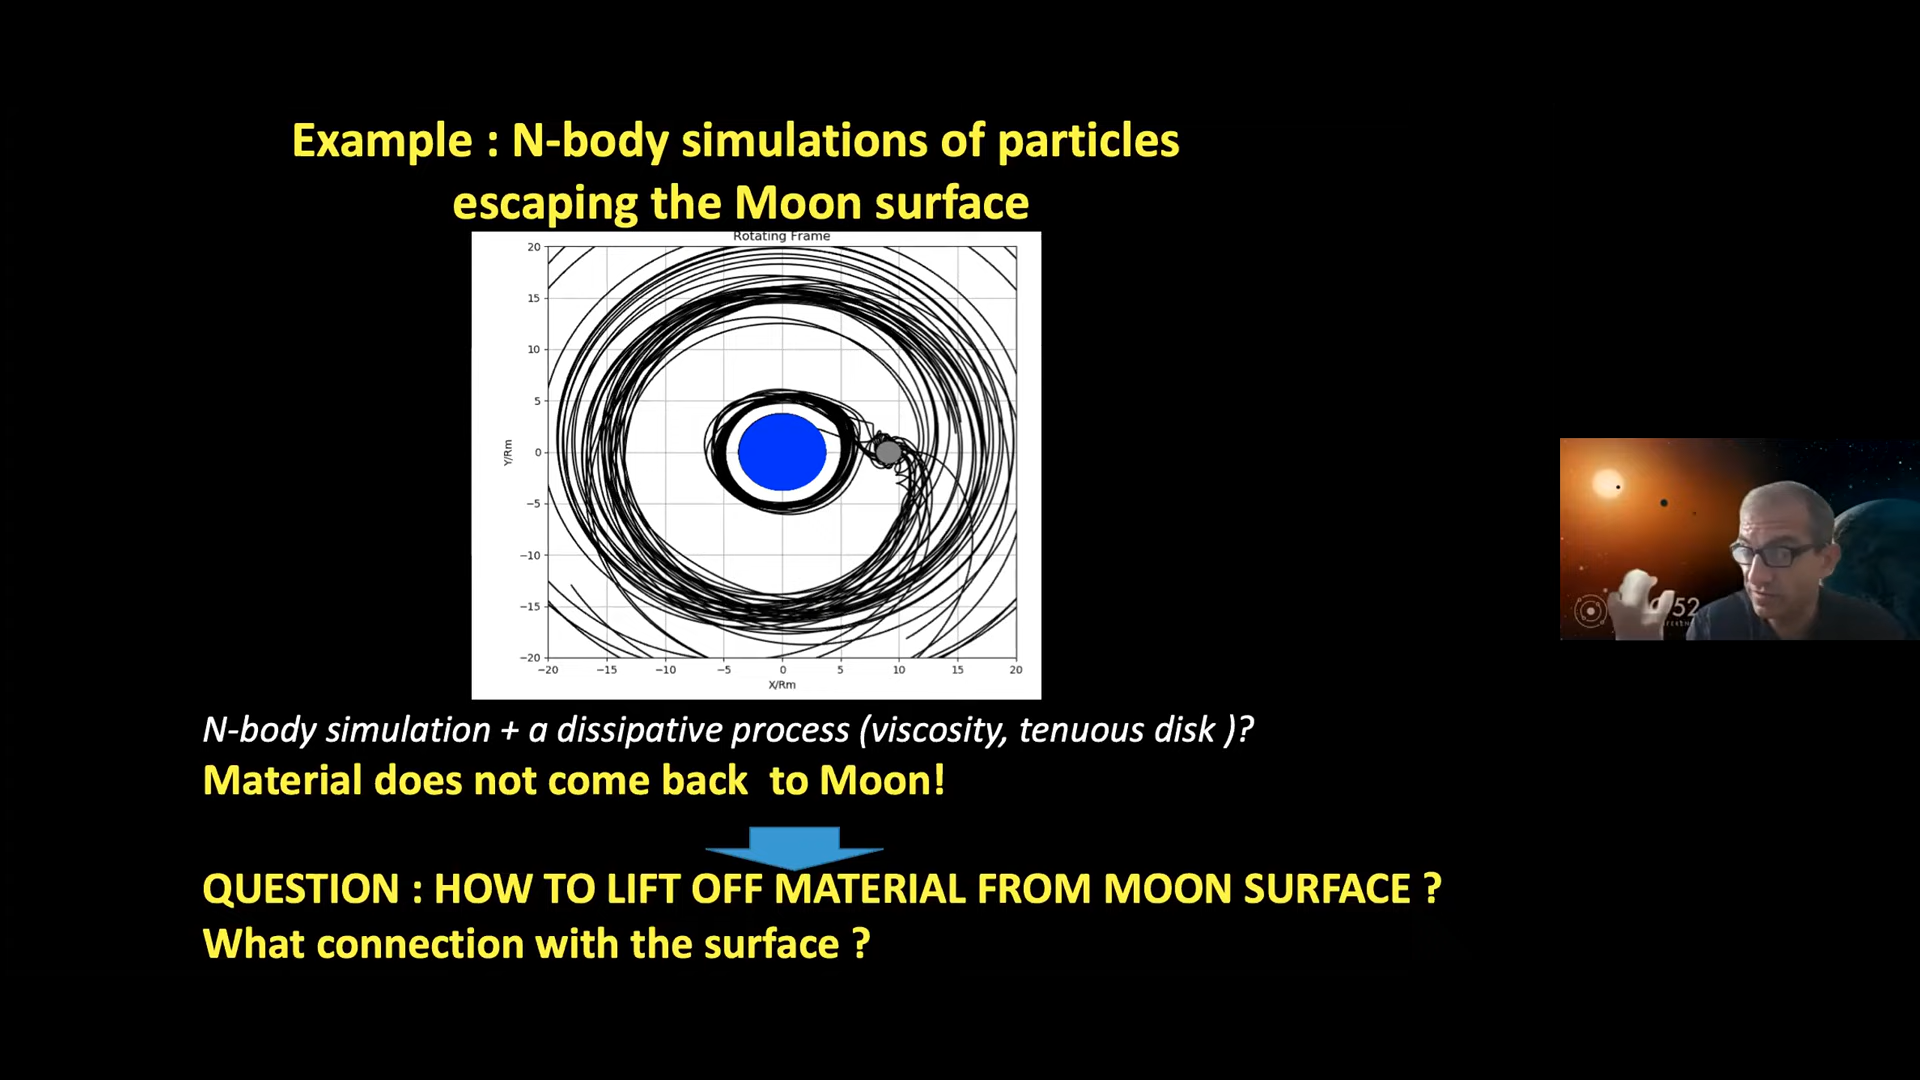 Example : N-body simulations of particles
escaping the Moon surface
Rotating Frame
20
15
10
5
0
−5
−10
−15
−20
Y/Rm
−20 −15 −10 −5 0 5 10 15 20
X/Rm
52
N-body simulation + a dissipative process (viscosity, tenuous disk )?
Material does not come back to Moon!
QUESTION : HOW TO LIFT OFF MATERIAL FROM MOON SURFACE ?
What connection with the surface ?